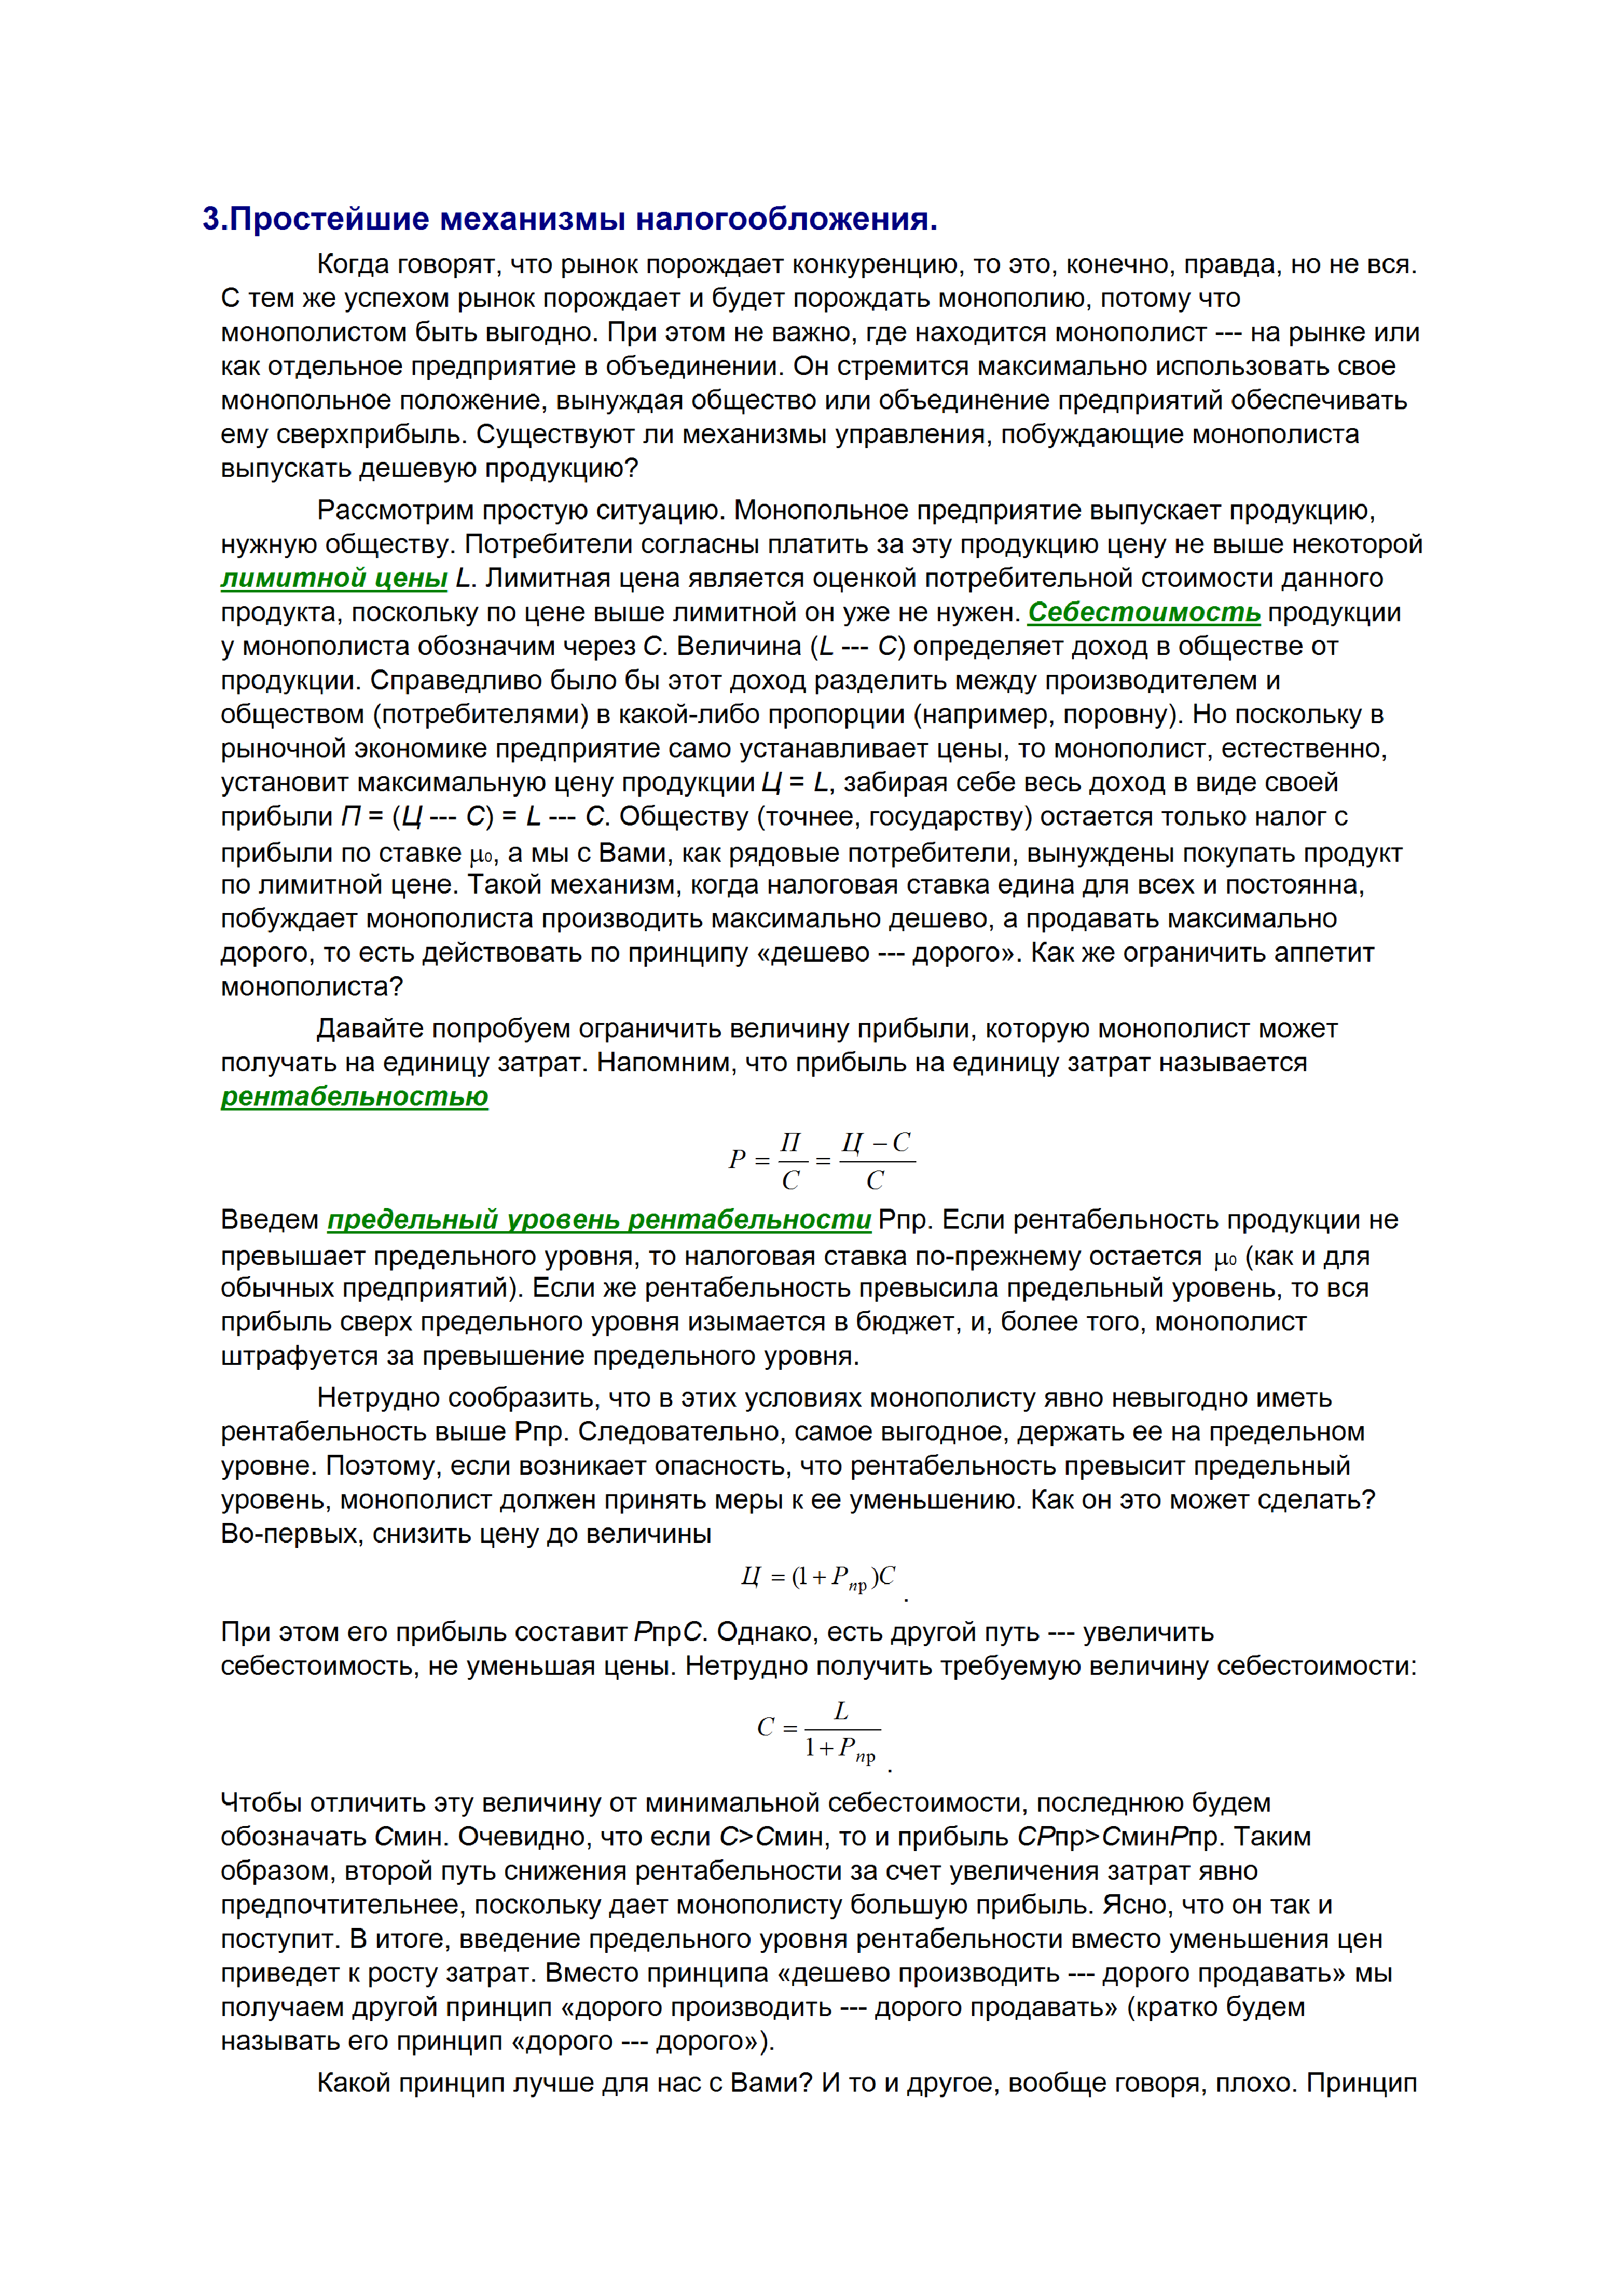 3.Простейшие механизмы налогообложения.
Когда говорят, что рынок порождает конкуренцию, то это, конечно, правда, но не вся.
С тем же успехом рынок порождает и будет порождать монополию, потому что
монополистом быть выгодно. При этом не важно, где находится монополист --- на рынке или
как отдельное предприятие в объединении. Он стремится максимально использовать свое
монопольное положение, вынуждая общество или объединение предприятий обеспечивать
ему сверхприбыль. Существуют ли механизмы управления, побуждающие монополиста
выпускать дешевую продукцию?
Рассмотрим простую ситуацию. Монопольное предприятие выпускает продукцию,
нужную обществу. Потребители согласны платить за эту продукцию цену не выше некоторой
лимитной цены L. Лимитная цена является оценкой потребительной стоимости данного
продукта, поскольку по цене выше лимитной он уже не нужен. Себестоимость продукции
у монополиста обозначим через С. Величина (L --- С) определяет доход в обществе от
продукции. Справедливо было бы этот доход разделить между производителем и
обществом (потребителями) в какой-либо пропорции (например, поровну). Но поскольку в
рыночной экономике предприятие само устанавливает цены, то монополист, естественно,
установит максимальную цену продукции Ц = L, забирая себе весь доход в виде своей
прибыли П = (Ц --- С) = L --- С. Обществу (точнее, государству) остается только налог с
прибыли по ставке μ₀, а мы с Вами, как рядовые потребители, вынуждены покупать продукт
по лимитной цене. Такой механизм, когда налоговая ставка едина для всех и постоянна,
побуждает монополиста производить максимально дешево, а продавать максимально
дорого, то есть действовать по принципу «дешево --- дорого». Как же ограничить аппетит
монополиста?
Давайте попробуем ограничить величину прибыли, которую монополист может
получать на единицу затрат. Напомним, что прибыль на единицу затрат называется
рентабельностью
P = П/С = (Ц – С)/С
Введем предельный уровень рентабельности Рпр. Если рентабельность продукции не
превышает предельного уровня, то налоговая ставка по-прежнему остается μ₀ (как и для
обычных предприятий). Если же рентабельность превысила предельный уровень, то вся
прибыль сверх предельного уровня изымается в бюджет, и, более того, монополист
штрафуется за превышение предельного уровня.
Нетрудно сообразить, что в этих условиях монополисту явно невыгодно иметь
рентабельность выше Рпр. Следовательно, самое выгодное, держать ее на предельном
уровне. Поэтому, если возникает опасность, что рентабельность превысит предельный
уровень, монополист должен принять меры к ее уменьшению. Как он это может сделать?
Во-первых, снизить цену до величины
Ц = (1 + Pпр)С .
При этом его прибыль составит РпрС. Однако, есть другой путь --- увеличить
себестоимость, не уменьшая цены. Нетрудно получить требуемую величину себестоимости:
С = L/(1 + Pпр) .
Чтобы отличить эту величину от минимальной себестоимости, последнюю будем
обозначать Смин. Очевидно, что если С>Смин, то и прибыль СРпр>СминРпр. Таким
образом, второй путь снижения рентабельности за счет увеличения затрат явно
предпочтительнее, поскольку дает монополисту большую прибыль. Ясно, что он так и
поступит. В итоге, введение предельного уровня рентабельности вместо уменьшения цен
приведет к росту затрат. Вместо принципа «дешево производить --- дорого продавать» мы
получаем другой принцип «дорого производить --- дорого продавать» (кратко будем
называть его принцип «дорого --- дорого»).
Какой принцип лучше для нас с Вами? И то и другое, вообще говоря, плохо. Принцип